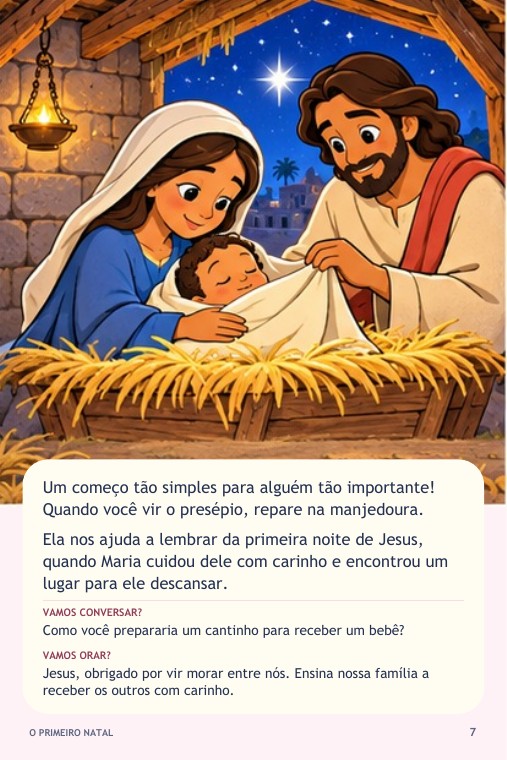 Um começo tão simples para alguém tão importante!
Quando você vir o presépio, repare na manjedoura.
Ela nos ajuda a lembrar da primeira noite de Jesus,
quando Maria cuidou dele com carinho e encontrou um
lugar para ele descansar.
VAMOS CONVERSAR?
Como você prepararia um cantinho para receber um bebê?
VAMOS ORAR?
Jesus, obrigado por vir morar entre nós. Ensina nossa família a
receber os outros com carinho.
O PRIMEIRO NATAL
7